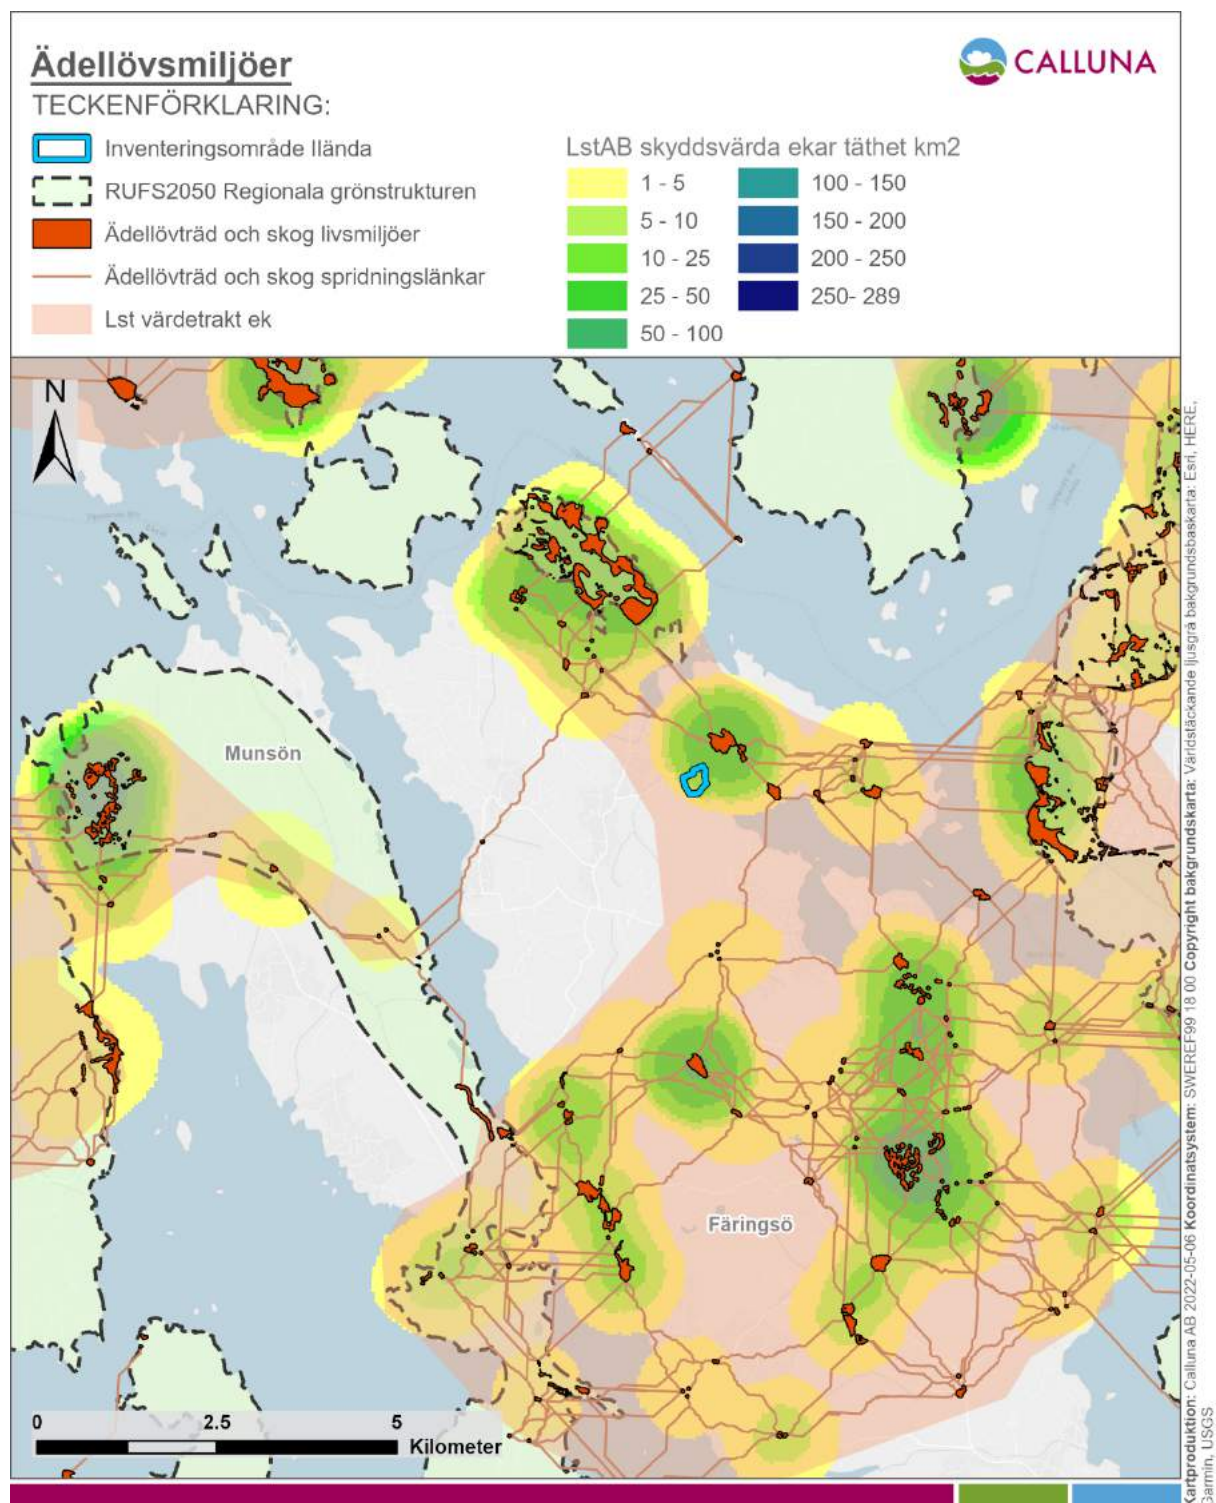 Ädellövsmiljöer
CALLUNA
TECKENFÖRKLARING:
Inventeringsområde Ilända
RUFS2050 Regionala grönstrukturen
Ädellövträd och skog livsmiljöer
Ädellövträd och skog spridningslänkar
Lst värdetrakt ek
LstAB skyddsvärda ekar täthet km2
1 - 5
5 - 10
10 - 25
25 - 50
50 - 100
100 - 150
150 - 200
200 - 250
250- 289
N
Munsön
Färingsö
0 2.5 5
Kilometer
Kartproduktion: Calluna AB 2022-05-06 Koordinatsystem: SWEREF99 18 00 Copyright bakgrundskarta: Världstäckande ljusgrå bakgrundsbaskarta: Esri, HERE,
Garmin, USGS